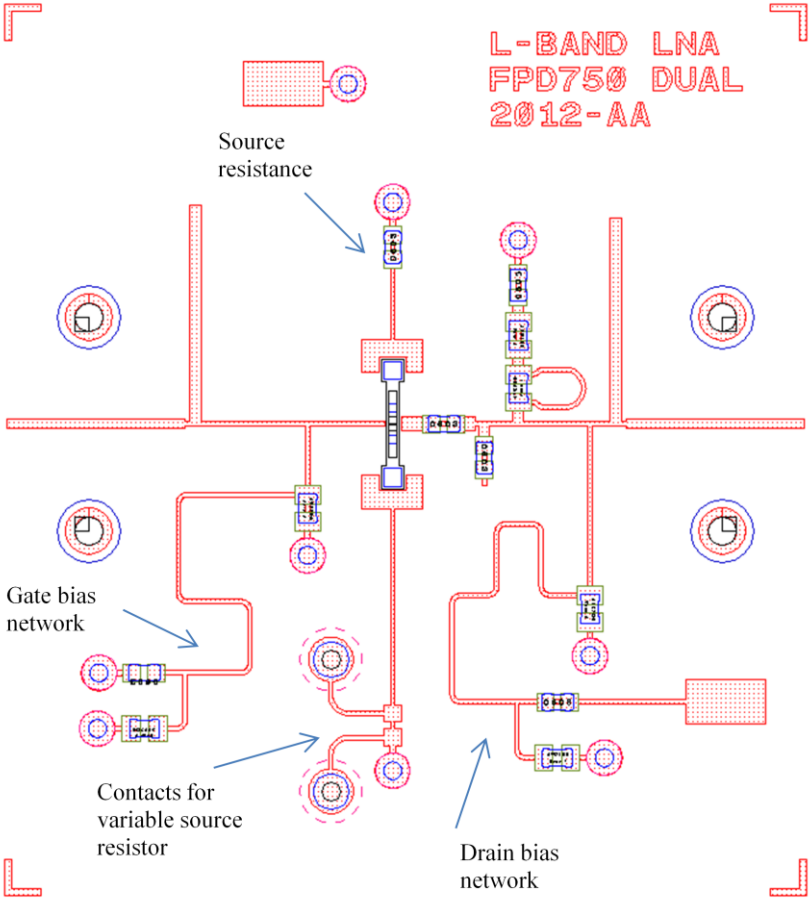 L-BAND LNA
FPD750 DUAL
2012-AA
Source
resistance
Gate bias
network
Contacts for
variable source
resistor
Drain bias
network